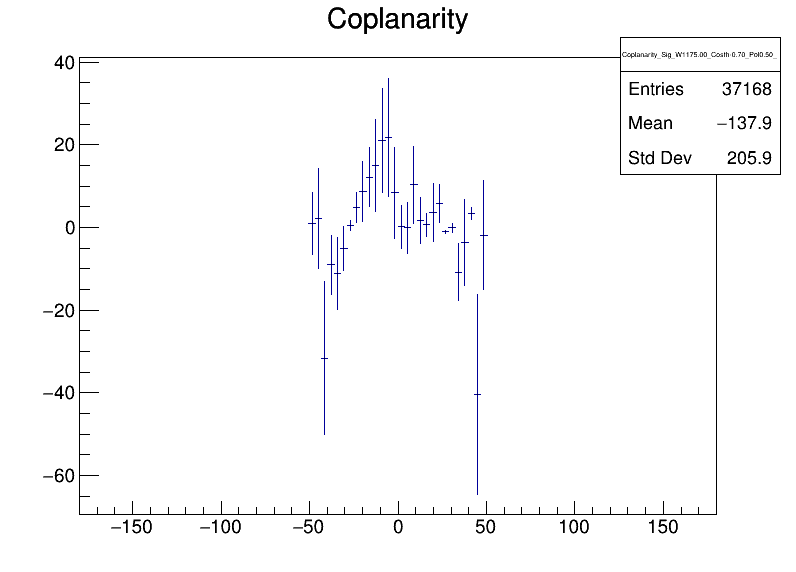 Coplanarity
Coplanarity_Sig_W1175.00_Costh-0.70_Pol0.50_
Entries 37168
Mean −137.9
Std Dev 205.9
40
20
0
−20
−40
−60
−150 −100 −50 0 50 100 150